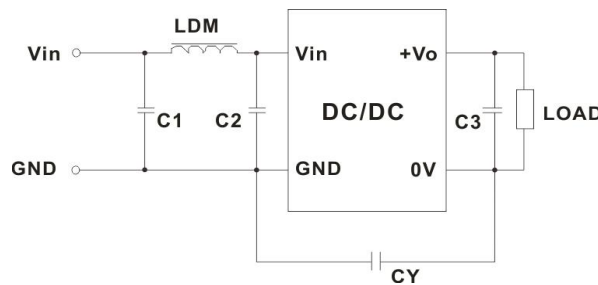 LDM
Vin
Vin
+Vo
C1
C2
DC/DC
C3
LOAD
GND
GND
0V
CY